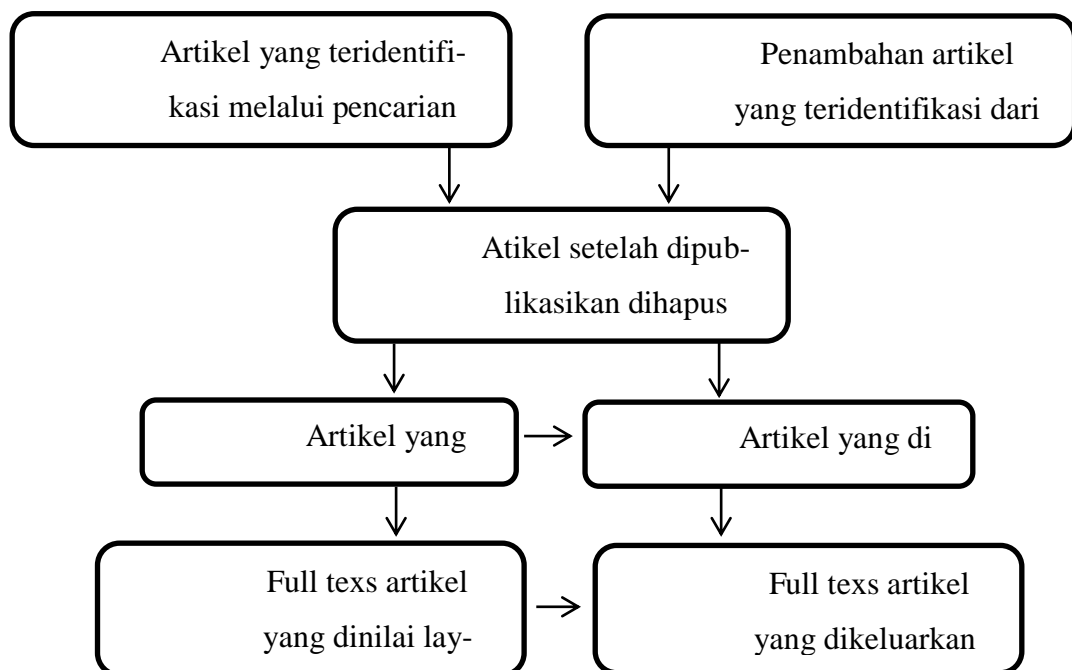 Artikel yang teridentifi-
kasi melalui pencarian
Penambahan artikel
yang teridentifikasi dari
Atikel setelah dipub-
likasikan dihapus
Artikel yang
Artikel yang di
Full texs artikel
yang dinilai lay-
Full texs artikel
yang dikeluarkan